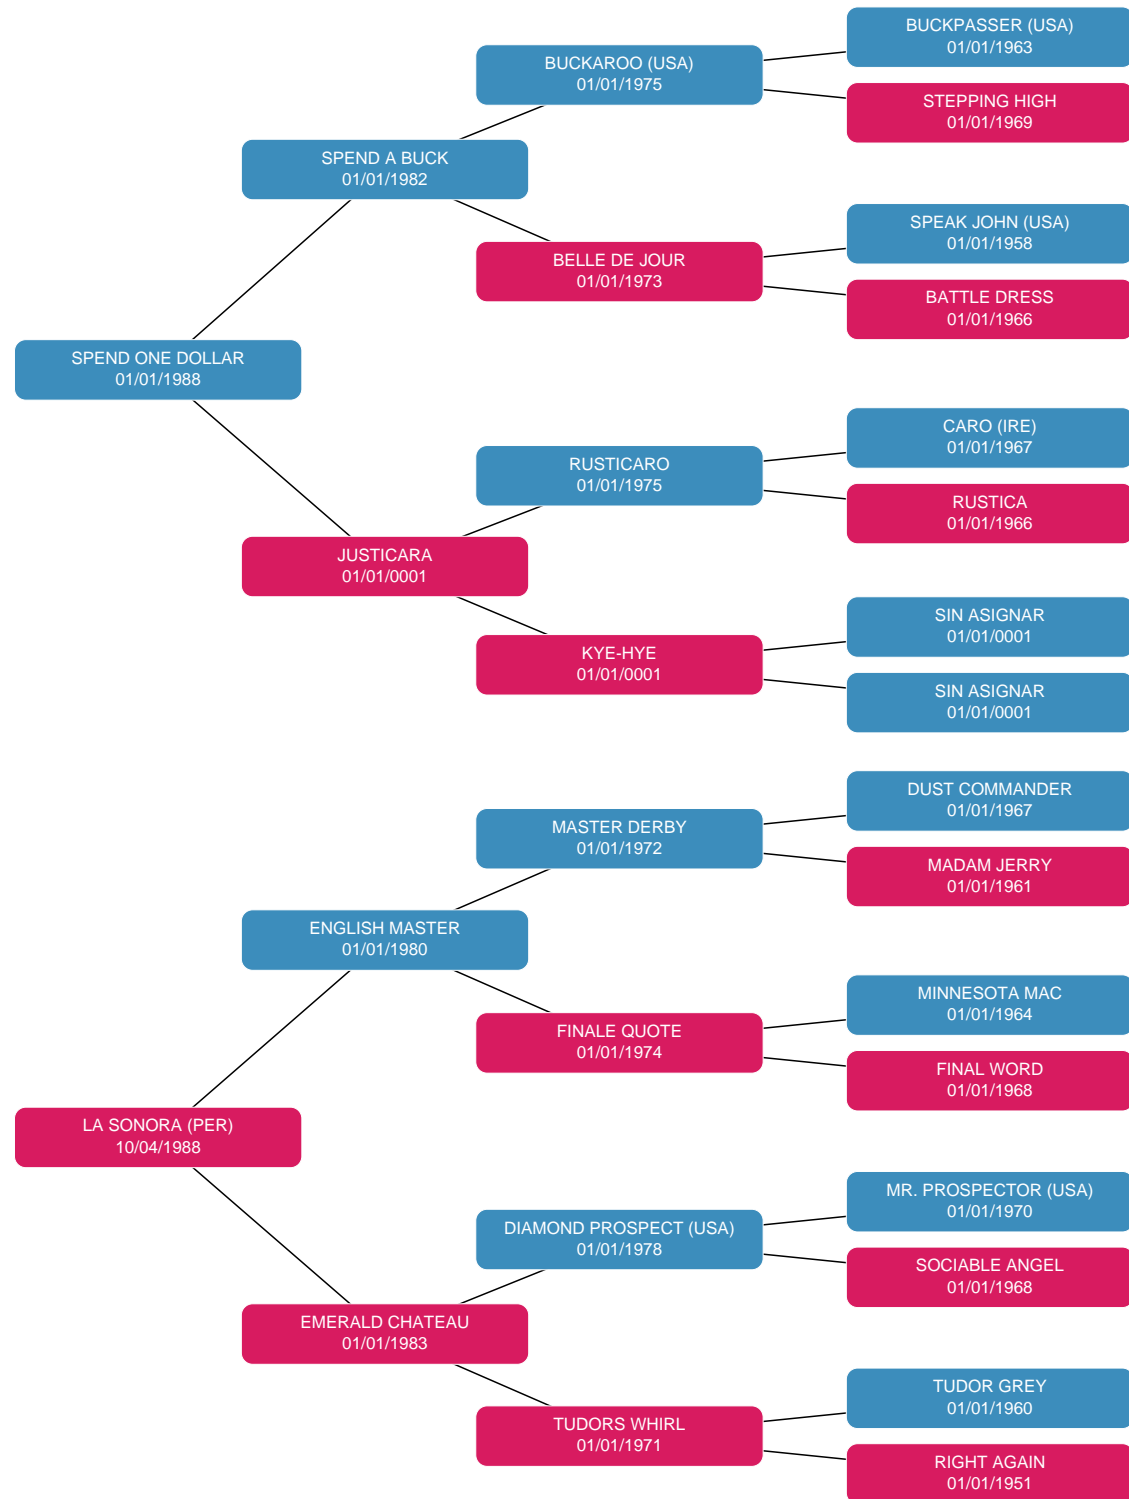 BUCKPASSER (USA)
01/01/1963
BUCKAROO (USA)
01/01/1975
STEPPING HIGH
01/01/1969
SPEND A BUCK
01/01/1982
SPEAK JOHN (USA)
01/01/1958
BELLE DE JOUR
01/01/1973
BATTLE DRESS
01/01/1966
SPEND ONE DOLLAR
01/01/1988
CARO (IRE)
01/01/1967
RUSTICARO
01/01/1975
RUSTICA
01/01/1966
JUSTICARA
01/01/0001
SIN ASIGNAR
01/01/0001
KYE-HYE
01/01/0001
SIN ASIGNAR
01/01/0001
DUST COMMANDER
01/01/1967
MASTER DERBY
01/01/1972
MADAM JERRY
01/01/1961
ENGLISH MASTER
01/01/1980
MINNESOTA MAC
01/01/1964
FINALE QUOTE
01/01/1974
FINAL WORD
01/01/1968
LA SONORA (PER)
10/04/1988
MR. PROSPECTOR (USA)
01/01/1970
DIAMOND PROSPECT (USA)
01/01/1978
SOCIABLE ANGEL
01/01/1968
EMERALD CHATEAU
01/01/1983
TUDOR GREY
01/01/1960
TUDORS WHIRL
01/01/1971
RIGHT AGAIN
01/01/1951